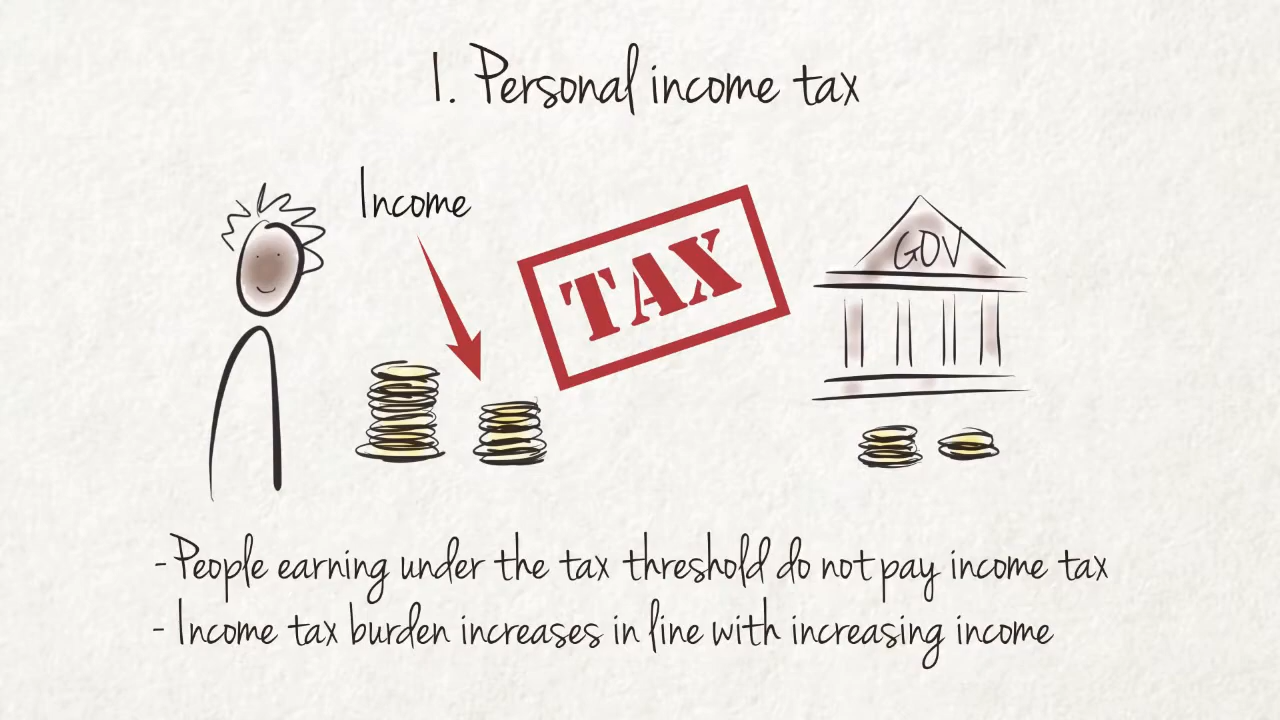 1. Personal income tax
Income
TAX
GOV
- People earning under the tax threshold do not pay income tax
- Income tax burden increases in line with increasing income